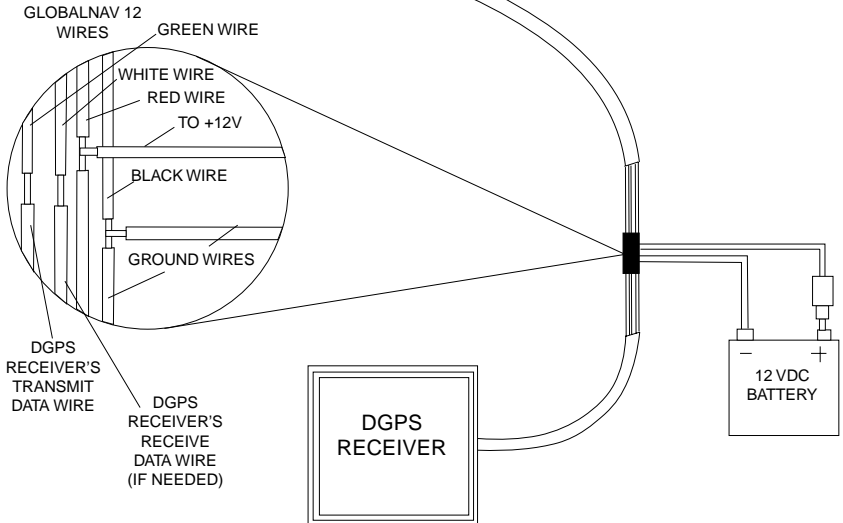 GLOBALNAV 12
WIRES
GREEN WIRE
WHITE WIRE
RED WIRE
TO +12V
BLACK WIRE
GROUND WIRES
DGPS
RECEIVER'S
TRANSMIT
DATA WIRE
DGPS
RECEIVER'S
RECEIVE
DATA WIRE
(IF NEEDED)
DGPS
RECEIVER
– +
12 VDC
BATTERY